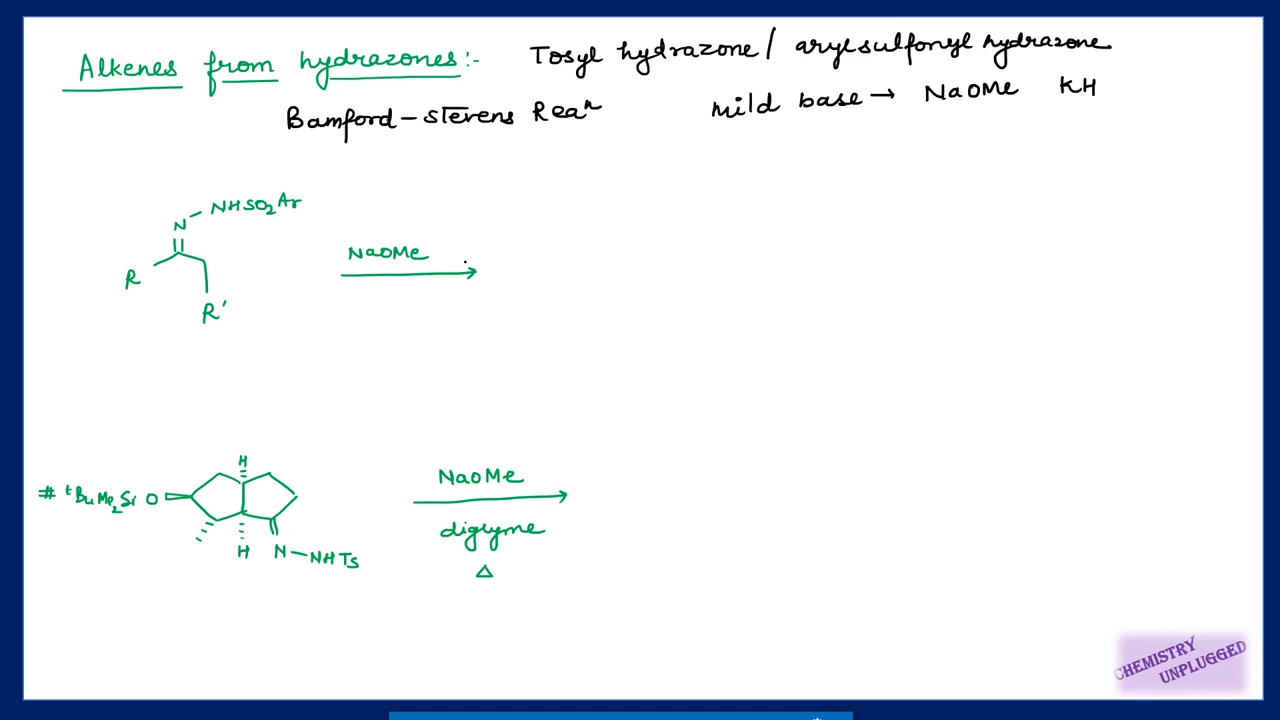 Alkenes from hydrazones :-
Tosyl hydrazone / arylsulfonyl hydrazone
Bamford - Stevens Reaⁿ
mild base → NaOMe KH
N - NHSO₂Ar
R
R'
NaOMe
# ᵗBuMe₂SiO
H
H
N - NHTs
NaOMe
diglyme
Δ
CHEMISTRY
UNPLUGGED